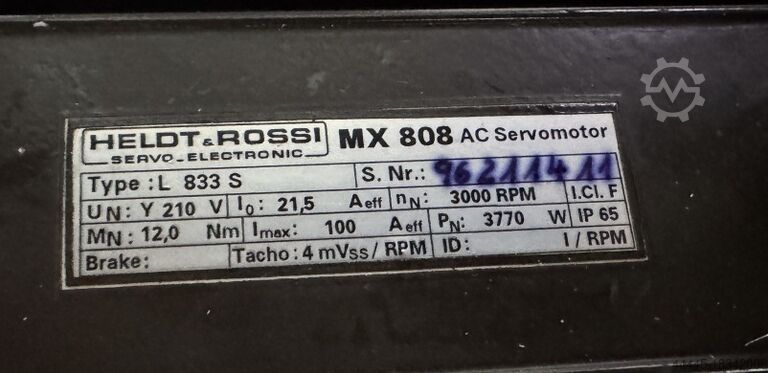 HELDT & ROSSI MX 808 AC Servomotor
SERVO-ELECTRONIC
Type : L 833 S S. Nr.: 96211411
UN: Y 210 V I0: 21,5 Aeff nN: 3000 RPM I.Cl. F
MN: 12,0 Nm Imax: 100 Aeff PN: 3770 W IP 65
Brake: Tacho: 4 mVss / RPM ID: I / RPM